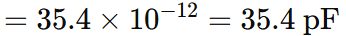 = 35.4 × 10⁻¹² = 35.4 pF